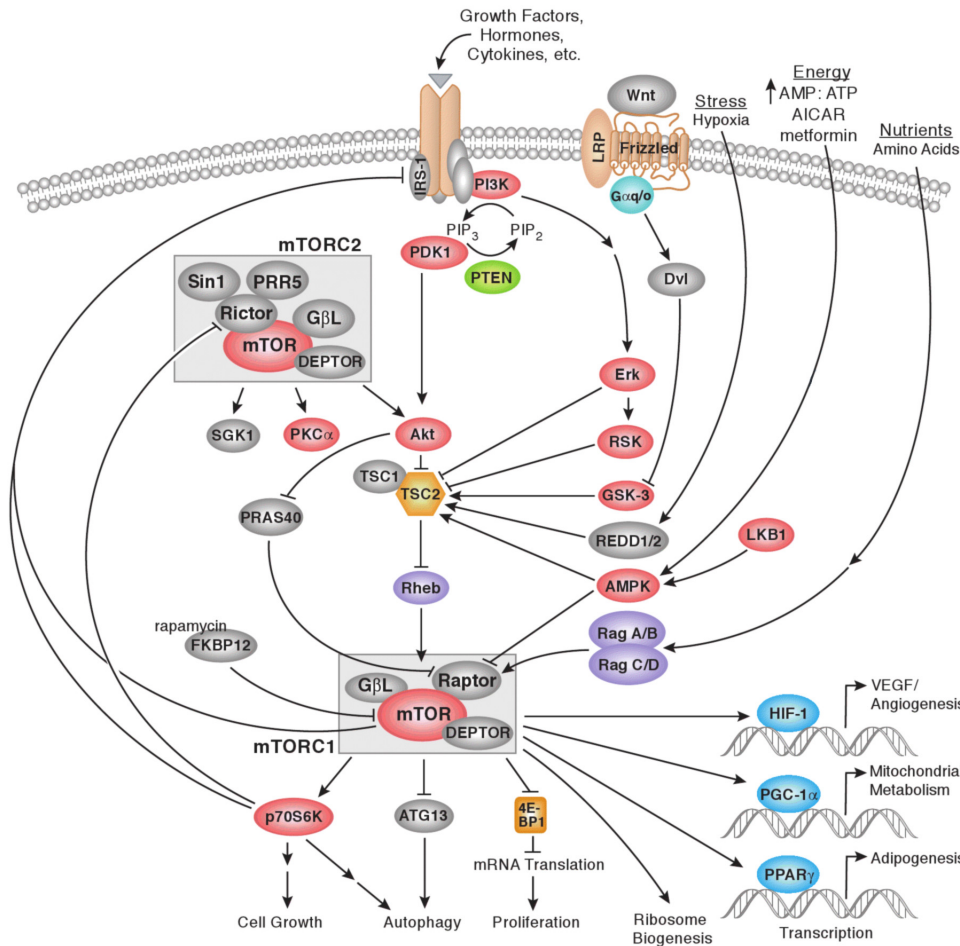 Growth Factors,
Hormones,
Cytokines, etc.
Wnt
Stress
Hypoxia
Energy
AMP: ATP
AICAR
metformin
Nutrients
Amino Acids
LRP
Frizzled
IRS-1
PI3K
Gαq/o
PIP3
PIP2
mTORC2
PDK1
PTEN
Dvl
Sin1
PRR5
Rictor
GβL
mTOR
DEPTOR
Erk
SGK1
PKCα
Akt
RSK
TSC1
TSC2
GSK-3
PRAS40
REDD1/2
LKB1
Rheb
AMPK
rapamycin
FKBP12
Rag A/B
Rag C/D
GβL
Raptor
mTOR
DEPTOR
mTORC1
HIF-1
VEGF/
Angiogenesis
PGC-1α
Mitochondria
Metabolism
p70S6K
ATG13
4E-
BP1
mRNA Translation
PPARγ
Adipogenesis
Cell Growth
Autophagy
Proliferation
Ribosome
Biogenesis
Transcription